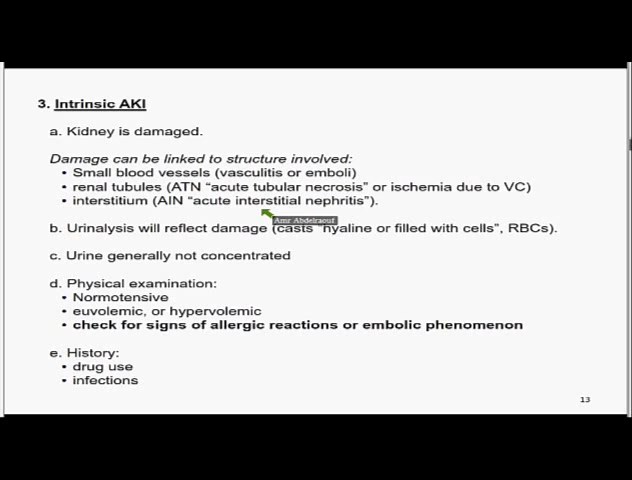 3. Intrinsic AKI
a. Kidney is damaged.
Damage can be linked to structure involved:
• Small blood vessels (vasculitis or emboli)
• renal tubules (ATN “acute tubular necrosis” or ischemia due to VC)
• interstitium (AIN “acute interstitial nephritis”).
Amr Abdelraouf
b. Urinalysis will reflect damage (casts “hyaline or filled with cells”, RBCs).
c. Urine generally not concentrated
d. Physical examination:
• Normotensive
• euvolemic, or hypervolemic
• check for signs of allergic reactions or embolic phenomenon
e. History:
• drug use
• infections
13